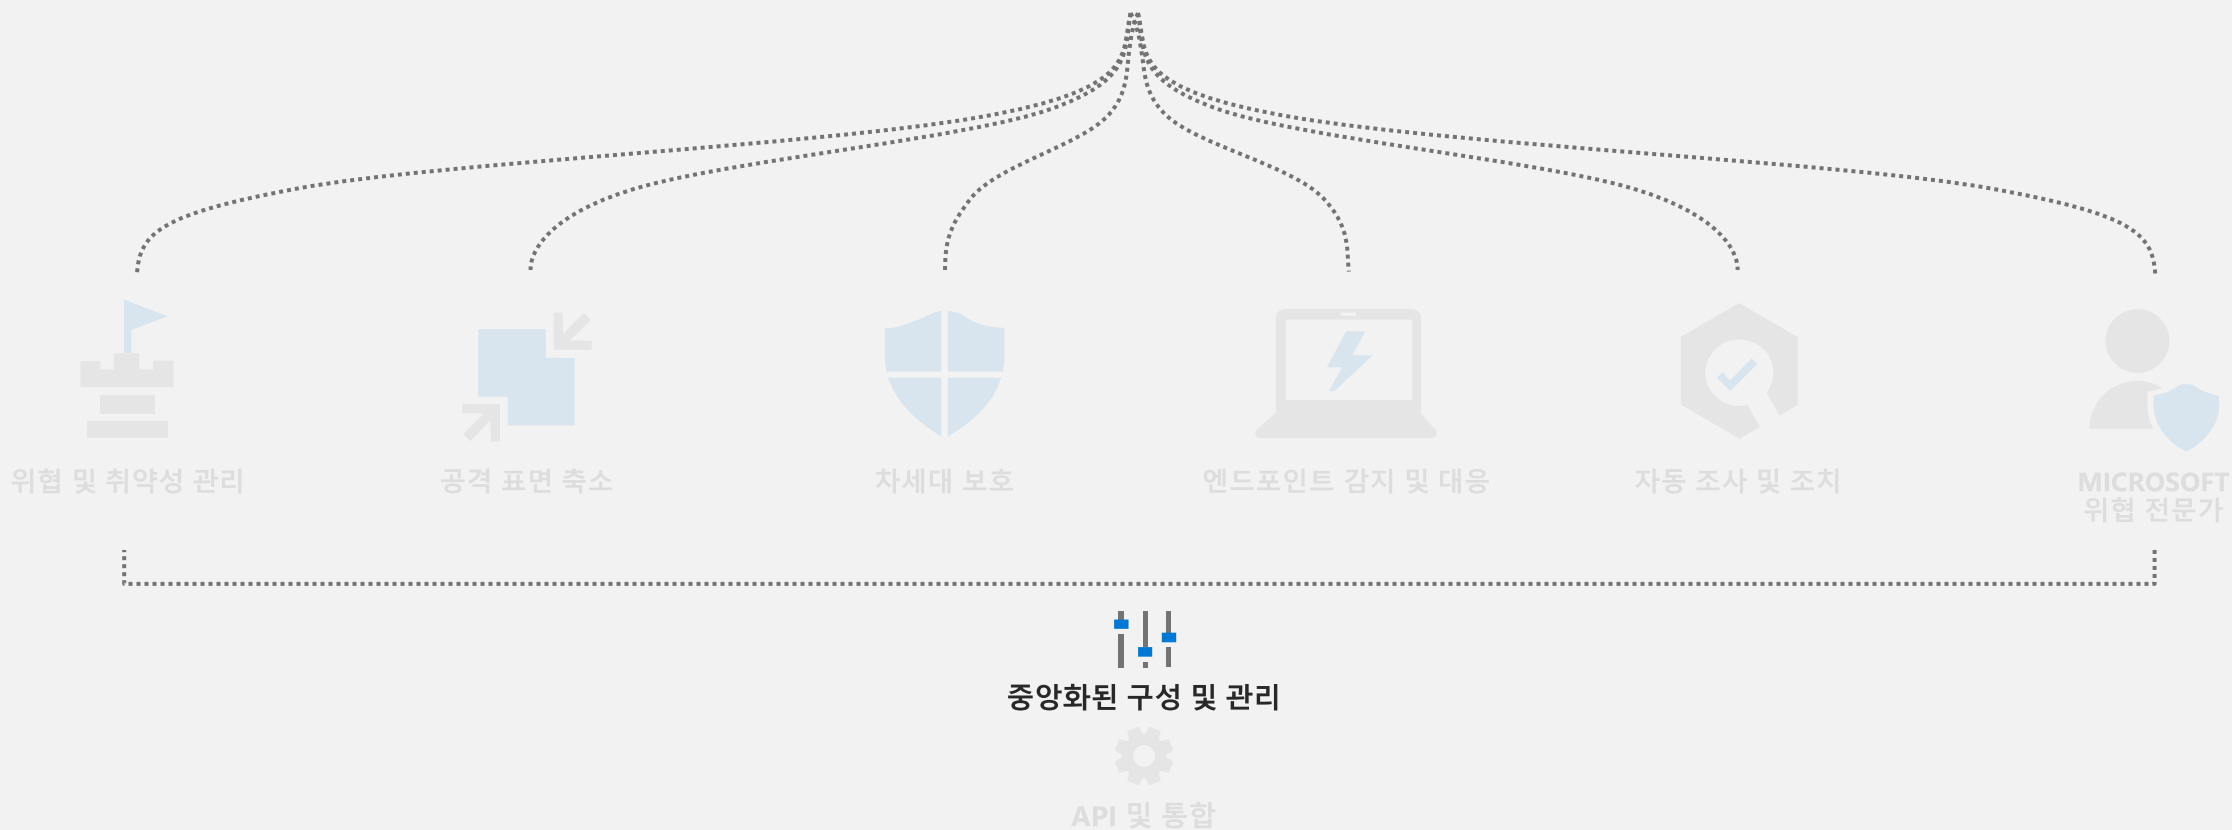 위협 및 취약성 관리
공격 표면 축소
차세대 보호
엔드포인트 감지 및 대응
자동 조사 및 조치
MICROSOFT
위협 전문가
중앙화된 구성 및 관리
API 및 통합